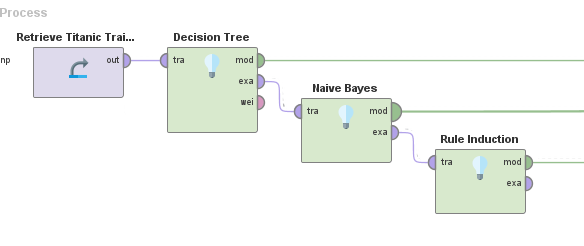 Process
Retrieve Titanic Trai...
Decision Tree
np
out
tra
mod
exa
wei
Naive Bayes
tra
mod
exa
Rule Induction
tra
mod
exa